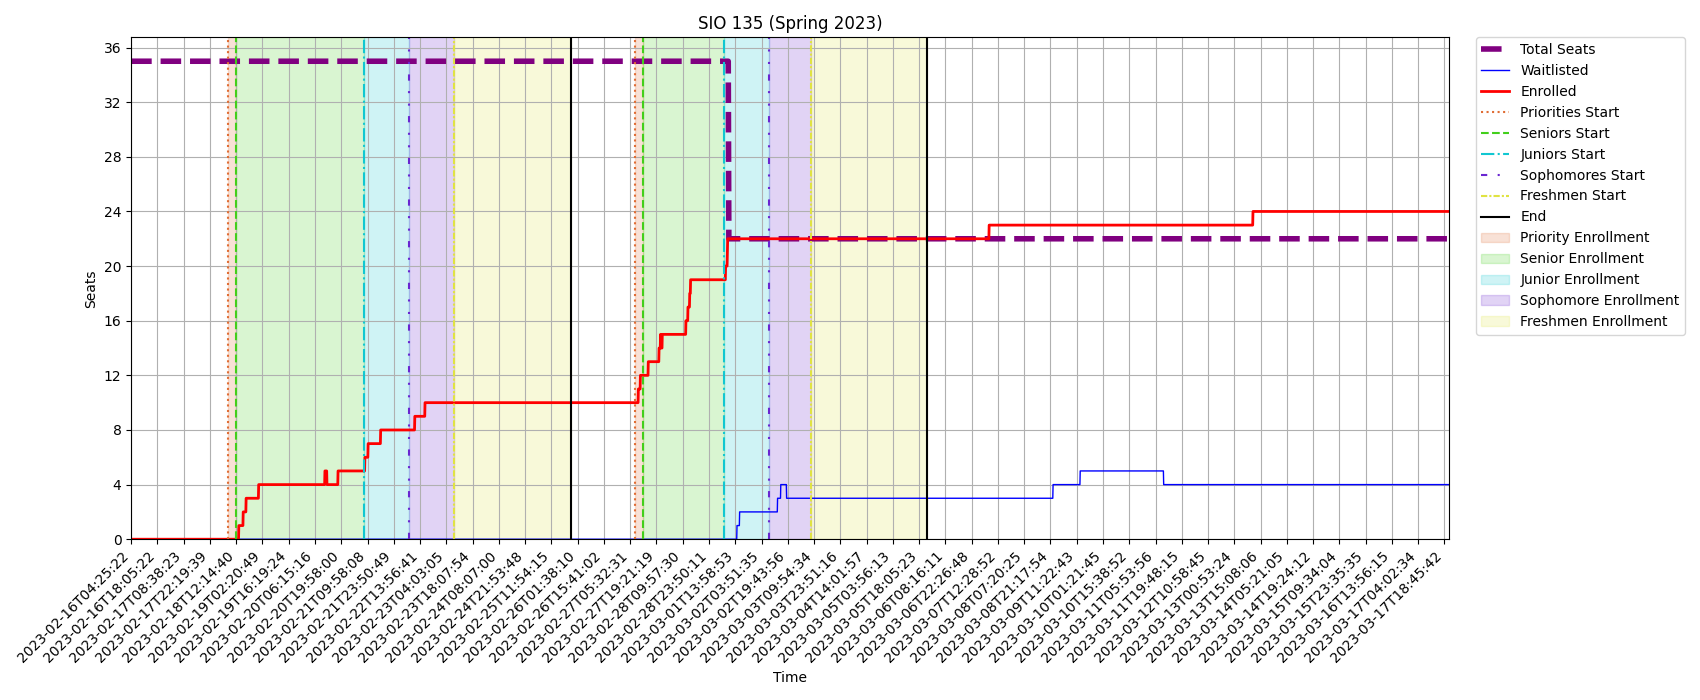 SIO 135 (Spring 2023)
Seats
36
32
28
24
20
16
12
8
4
0
2023-02-16T04:25:22
2023-02-16T18:05:22
2023-02-17T08:38:23
2023-02-17T22:19:39
2023-02-18T12:14:40
2023-02-19T02:20:49
2023-02-19T16:19:24
2023-02-20T06:15:16
2023-02-20T19:58:00
2023-02-21T09:58:08
2023-02-21T23:50:49
2023-02-22T13:56:41
2023-02-23T04:03:05
2023-02-23T18:07:54
2023-02-24T08:07:00
2023-02-24T21:53:48
2023-02-25T11:54:15
2023-02-26T01:38:10
2023-02-26T15:41:02
2023-02-27T05:32:31
2023-02-27T19:21:19
2023-02-28T09:57:30
2023-02-28T23:50:11
2023-03-01T13:58:53
2023-03-02T03:51:35
2023-03-02T19:43:56
2023-03-03T09:54:34
2023-03-03T23:51:16
2023-03-04T14:01:57
2023-03-05T03:56:13
2023-03-05T18:05:23
2023-03-06T08:16:11
2023-03-06T22:26:48
2023-03-07T12:28:52
2023-03-08T07:20:25
2023-03-08T21:17:54
2023-03-09T11:22:43
2023-03-10T01:21:45
2023-03-10T15:38:52
2023-03-11T05:53:56
2023-03-11T19:48:15
2023-03-12T10:58:45
2023-03-13T00:53:24
2023-03-13T15:08:06
2023-03-14T05:21:05
2023-03-14T19:24:12
2023-03-15T09:34:04
2023-03-15T23:35:35
2023-03-16T13:56:15
2023-03-17T04:02:34
2023-03-17T18:45:42
Time
Total Seats
Waitlisted
Enrolled
Priorities Start
Seniors Start
Juniors Start
Sophomores Start
Freshmen Start
End
Priority Enrollment
Senior Enrollment
Junior Enrollment
Sophomore Enrollment
Freshmen Enrollment